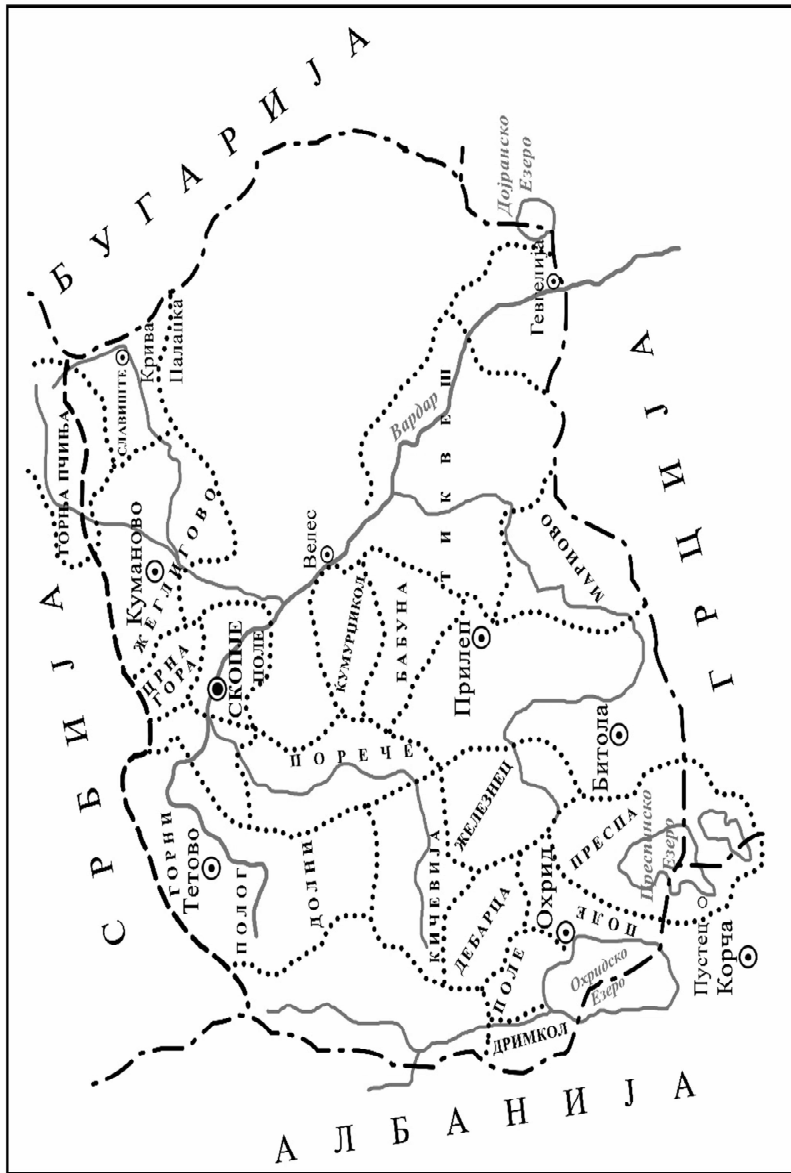 СРБИЈА
БУГАРИЈА
ГОРЊА ПЧИЊА
СЛАВИШТЕ
Крива
Паланка
Куманово
ЖЕГЛИГОВО
ЦРНА
ГОРА
СКОПЈЕ
ПОЛЕ
ГОРНИ
Тетово
ПОЛОГ
ДОЛНИ
ПОРЕЧЕ
Велес
КУМУРЏИКОЛ
БАБУНА
Вардар
ТИКВЕШ
Дојранско
Езеро
Гевгелија
Прилеп
МАРИОВО
КИЧЕВИЈА
ЖЕЛЕЗНЕЦ
Битола
ДЕБАРЦА
Охрид
ПОЛЕ
ПОЛЕ
ПРЕСПА
Преспанско
Езеро
Охридско
Езеро
ДРИМКОЛ
Пустец
Корча
АЛБАНИЈА
ГРЦИЈА